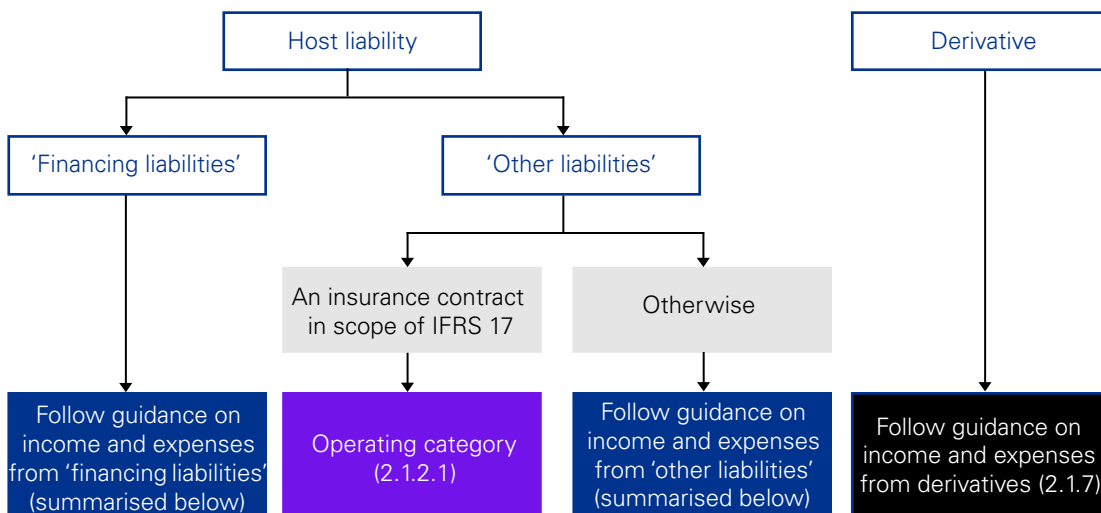 Host liability
Derivative
‘Financing liabilities’
‘Other liabilities’
An insurance contract
in scope of IFRS 17
Otherwise
Follow guidance on
income and expenses
from ‘financing liabilities’
(summarised below)
Operating category
(2.1.2.1)
Follow guidance on
income and expenses
from ‘other liabilities’
(summarised below)
Follow guidance on
income and expenses
from derivatives (2.1.7)